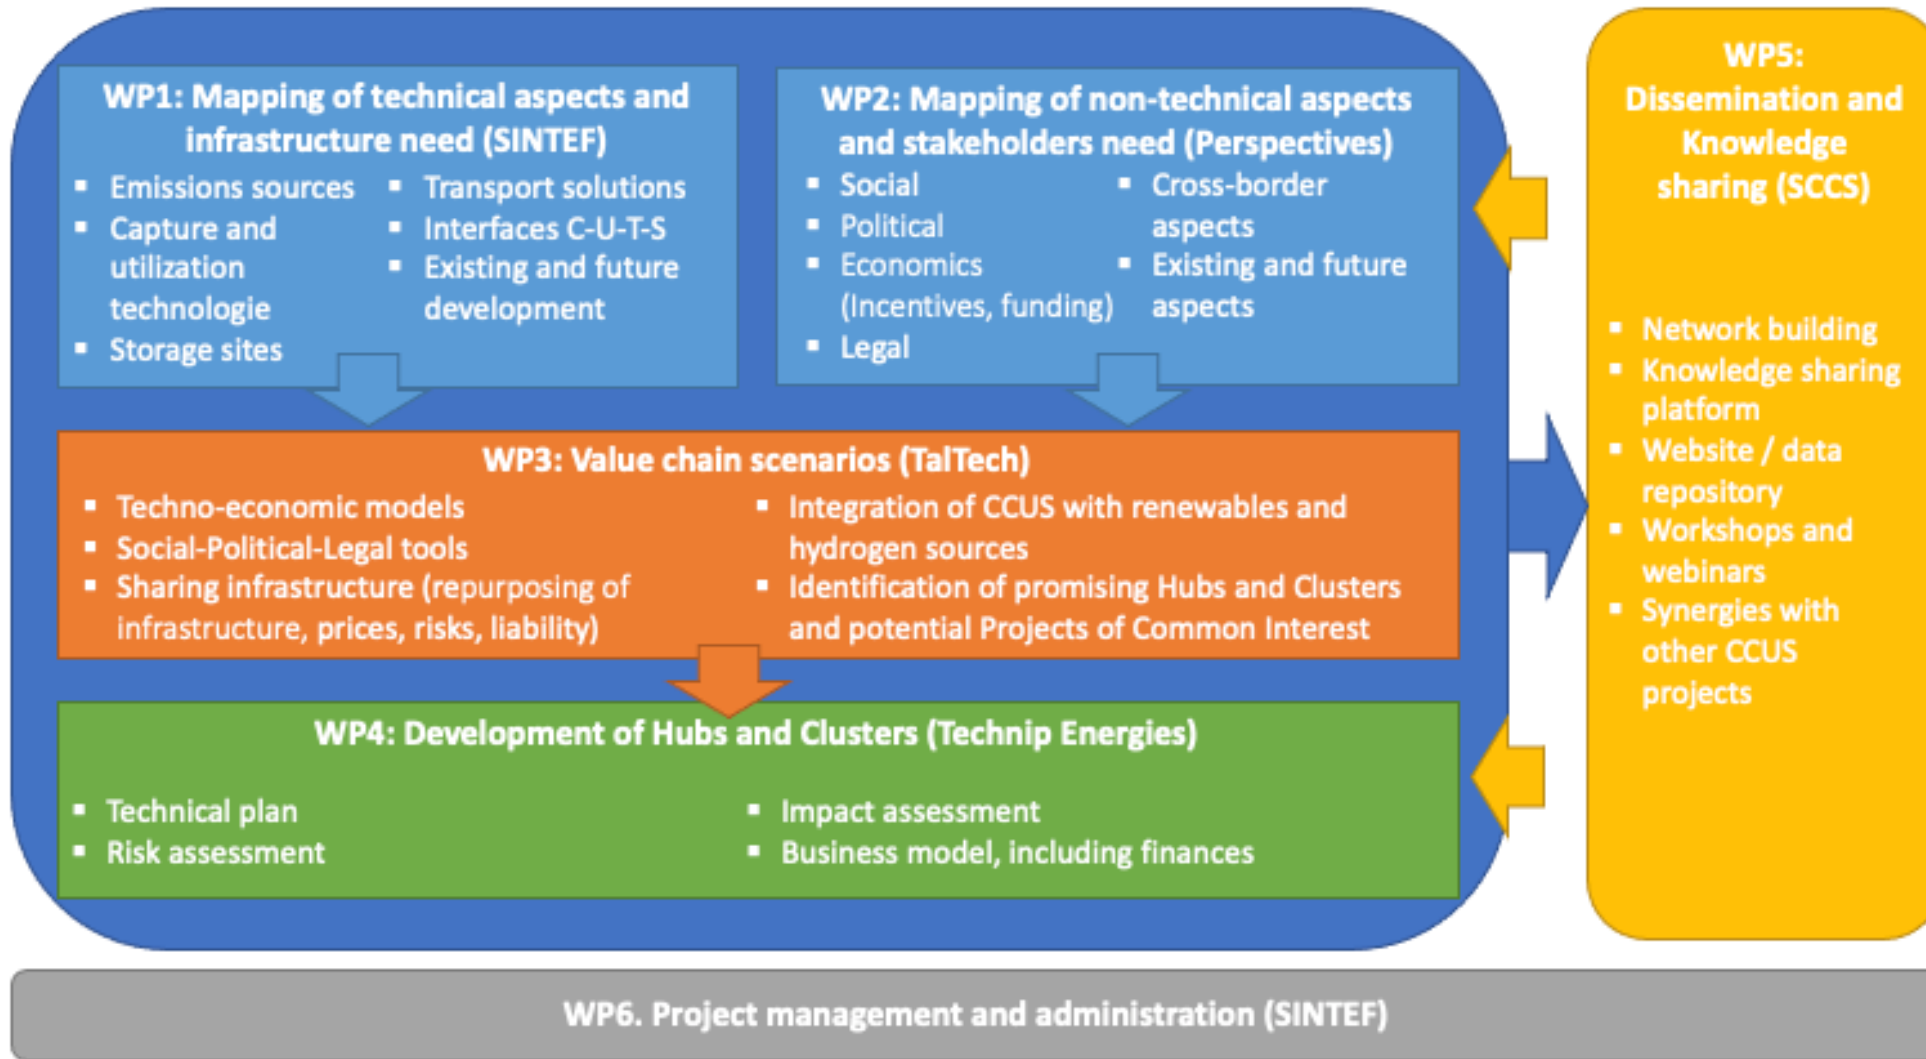 WP1: Mapping of technical aspects and
infrastructure need (SINTEF)
▪ Emissions sources
▪ Capture and
utilization
technologie
▪ Storage sites
▪ Transport solutions
▪ Interfaces C-U-T-S
▪ Existing and future
development
WP2: Mapping of non-technical aspects
and stakeholders need (Perspectives)
▪ Social
▪ Political
▪ Economics
(Incentives, funding)
▪ Legal
▪ Cross-border
aspects
▪ Existing and future
aspects
WP3: Value chain scenarios (TalTech)
▪ Techno-economic models
▪ Social-Political-Legal tools
▪ Sharing infrastructure (repurposing of
infrastructure, prices, risks, liability)
▪ Integration of CCUS with renewables and
hydrogen sources
▪ Identification of promising Hubs and Clusters
and potential Projects of Common Interest
WP4: Development of Hubs and Clusters (Technip Energies)
▪ Technical plan
▪ Risk assessment
▪ Impact assessment
▪ Business model, including finances
WP5:
Dissemination and
Knowledge
sharing (SCCS)
▪ Network building
▪ Knowledge sharing
platform
▪ Website / data
repository
▪ Workshops and
webinars
▪ Synergies with
other CCUS
projects
WP6. Project management and administration (SINTEF)